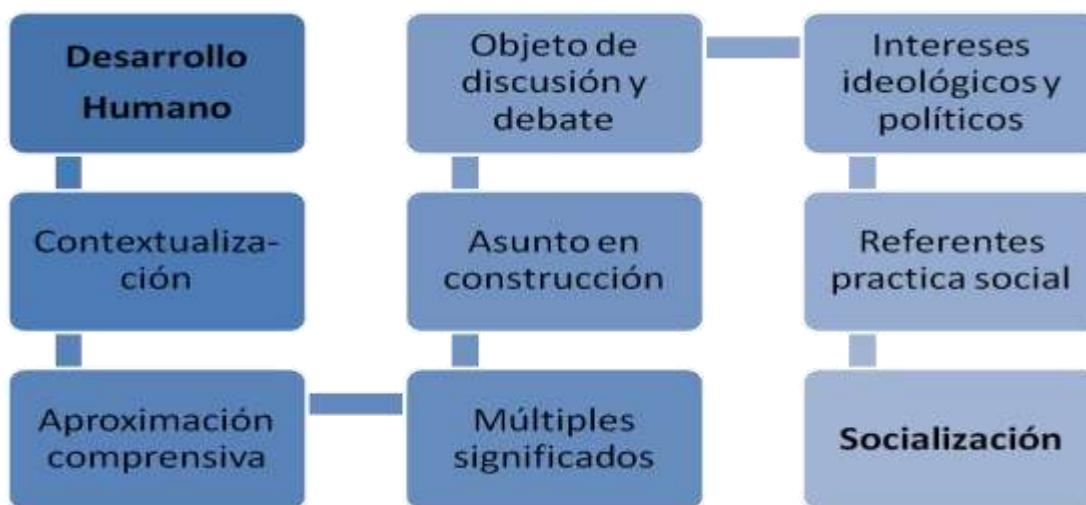 Desarrollo
Humano
Contextualiza-
ción
Aproximación
comprensiva
Múltiples
significados
Asunto en
construcción
Objeto de
discusión y
debate
Intereses
ideológicos y
políticos
Referentes
practica social
Socialización